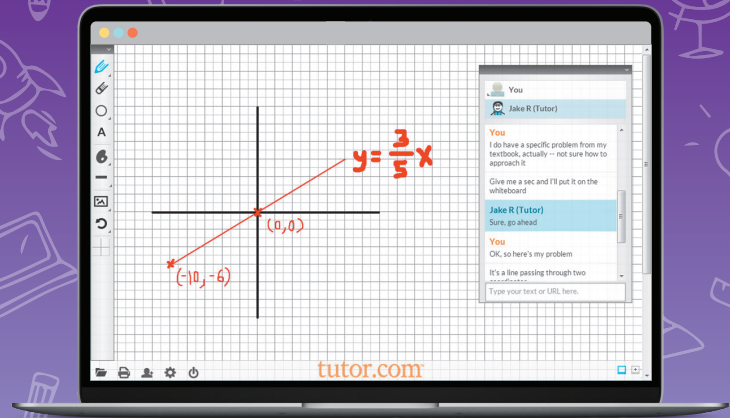 You
Jake R (Tutor)
You
I do have a specific problem from my
textbook, actually -- not sure how to
approach it
Give me a sec and I'll put it on the
whiteboard
Jake R (Tutor)
Sure, go ahead
You
OK, so here's my problem
It's a line passing through two
Type your text or URL here.
A
y = 3/5 x
(0,0)
(-10,-6)
tutor.com